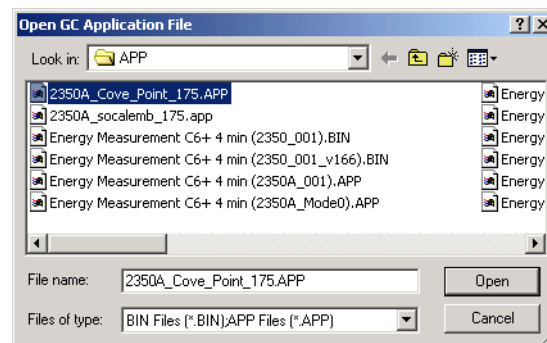 Open GC Application File
Look in: APP
2350A_Cove_Point_175.APP
2350A_socalemb_175.app
Energy Measurement C6+ 4 min (2350_001).BIN
Energy Measurement C6+ 4 min (2350_001_v166).BIN
Energy Measurement C6+ 4 min (2350A_001).APP
Energy Measurement C6+ 4 min (2350A_Mode0).APP
Energy
Energy
Energy
Energy
Energy
Energy
File name: 2350A_Cove_Point_175.APP Open
Files of type: BIN Files (*.BIN);APP Files (*.APP) Cancel